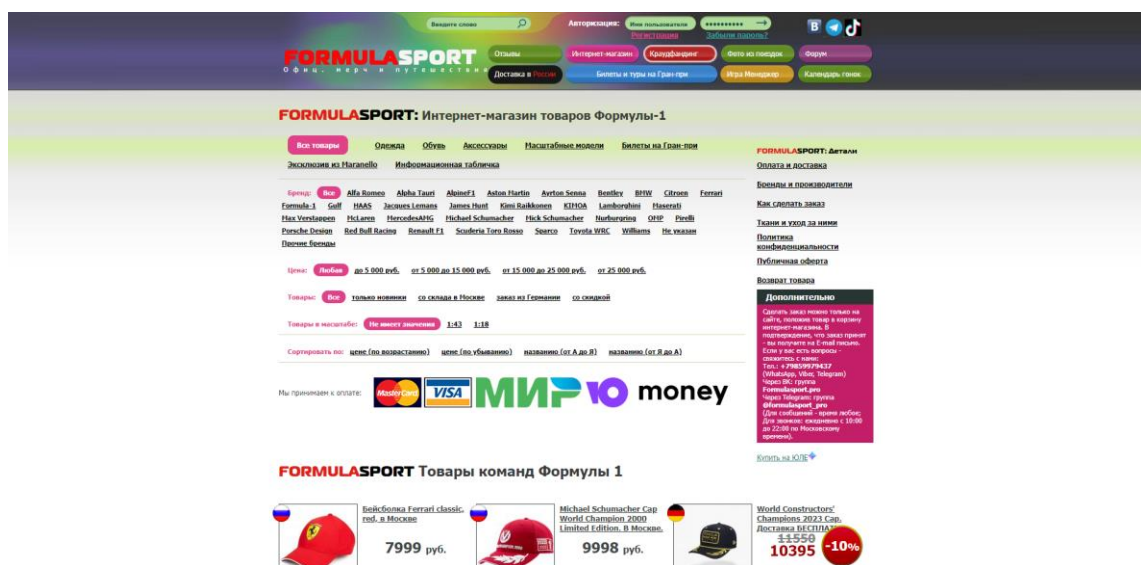 Введите слово
Авторизация:
Имя пользователя
Регистрация
Забыли пароль?
FORMULASPORT
Офиц. мерч и путешествия
Отзывы
Интернет-магазин
Краудфандинг
Фото из поездок
Форум
Доставка в России
Билеты и туры на Гран-при
Игра Менеджер
Календарь гонок
FORMULASPORT: Интернет-магазин товаров Формулы-1
Все товары Одежда Обувь Аксессуары Масштабные модели Билеты на Гран-при
Эксклюзив из Maranello Информационная табличка
Бренд: Все Alfa Romeo Alpha Tauri AlpineF1 Aston Martin Ayrton Senna Bentley BMW Citroen Ferrari
Formula-1 Gulf HAAS Jacques Lemans James Hunt Kimi Raikkonen KIMOA Lamborghini Maserati
Max Verstappen McLaren MercedesAMG Michael Schumacher Mick Schumacher Nurburgring OMP Pirelli
Porsche Design Red Bull Racing Renault F1 Scuderia Toro Rosso Sparco Toyota WRC Williams Не указан
Прочие бренды
Цена: Любая до 5 000 руб. от 5 000 до 15 000 руб. от 15 000 до 25 000 руб. от 25 000 руб.
Товары: Все только новинки со склада в Москве заказ из Германии со скидкой
Товары в масштабе: Не имеет значения 1:43 1:18
Сортировать по: цене (по возрастанию) цене (по убыванию) названию (от А до Я) названию (от Я до А)
Мы принимаем к оплате: MasterCard VISA МИР Ю money
FORMULASPORT: Детали
Оплата и доставка
Бренды и производители
Как сделать заказ
Ткани и уход за ними
Политика
конфиденциальности
Публичная оферта
Возврат товара
Дополнительно
Сделать заказ можно только на
сайте, положив товар в корзину
интернет-магазина. В
подтверждение, что заказ принят
- вы получите на E-mail письмо.
Если у вас есть вопросы -
свяжитесь с нами:
Тел.: +79859979437
(WhatsApp, Viber, Telegram)
Через ВК: группа
Formulasport.pro
Через Telegram: группа
@formulasport_pro
(Для сообщений - время любое;
Для звонков: ежедневно с 10:00
до 22:00 по Московскому
времени).
Купить на ЮЛЕ
FORMULASPORT Товары команд Формулы 1
Бейсболка Ferrari classic,
red, в Москве
7999 руб.
Michael Schumacher Cap
World Champion 2000
Limited Edition. В Москве.
9998 руб.
World Constructors'
Champions 2023 Cap.
Доставка БЕСПЛА
11550
10395
-10%